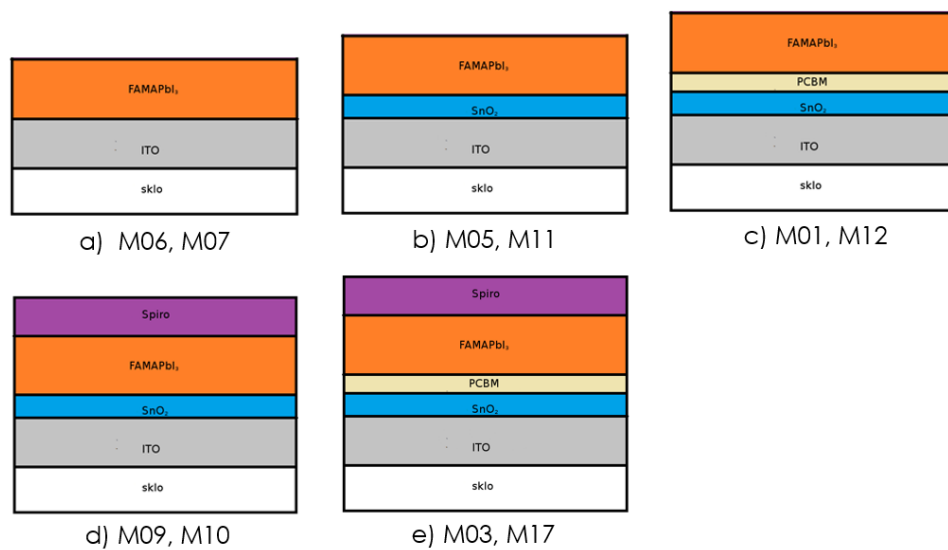 FAMAPbI₃
ITO
sklo
a) M06, M07
FAMAPbI₃
SnO₂
ITO
sklo
b) M05, M11
FAMAPbI₃
PCBM
SnO₂
ITO
sklo
c) M01, M12
Spiro
FAMAPbI₃
SnO₂
ITO
sklo
d) M09, M10
Spiro
FAMAPbI₃
PCBM
SnO₂
ITO
sklo
e) M03, M17